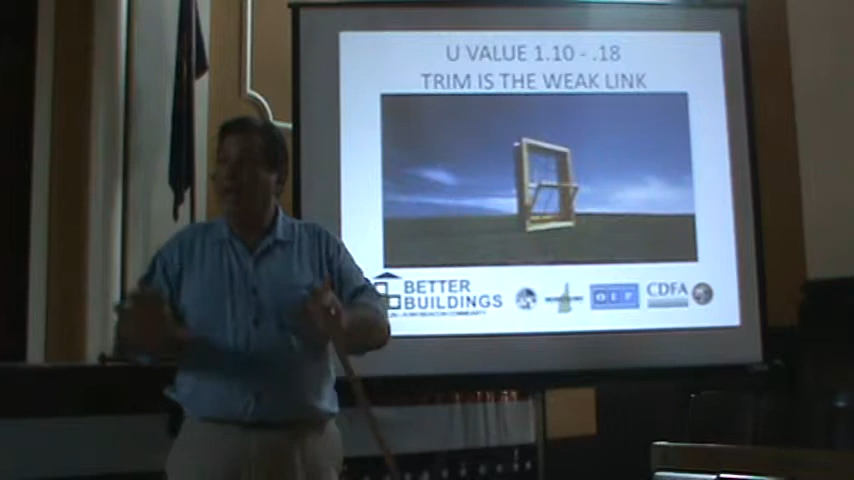 U VALUE 1.10 - .18
TRIM IS THE WEAK LINK
BETTER
BUILDINGS
CDFA